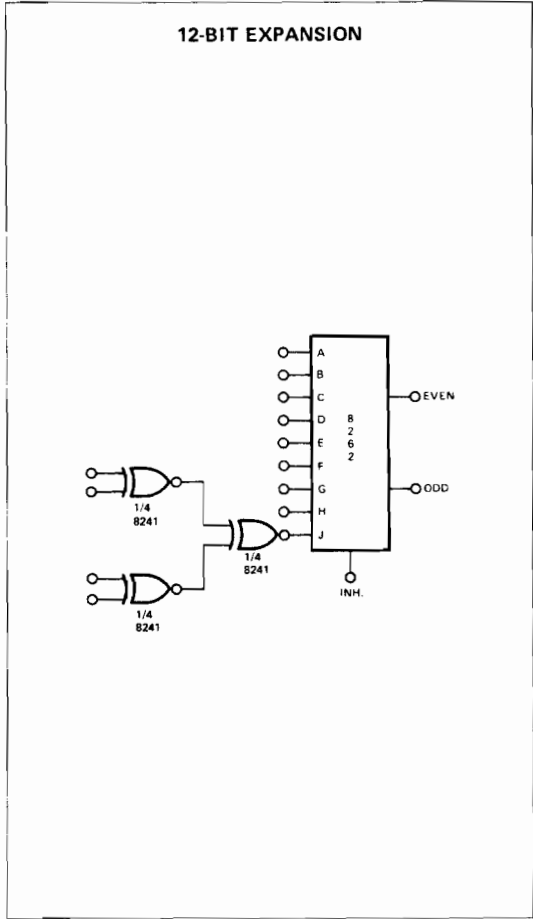 12-BIT EXPANSION
A
B
C
D
E
F
G
H
J
8
2
6
2
EVEN
ODD
INH.
1/4
8241
1/4
8241
1/4
8241